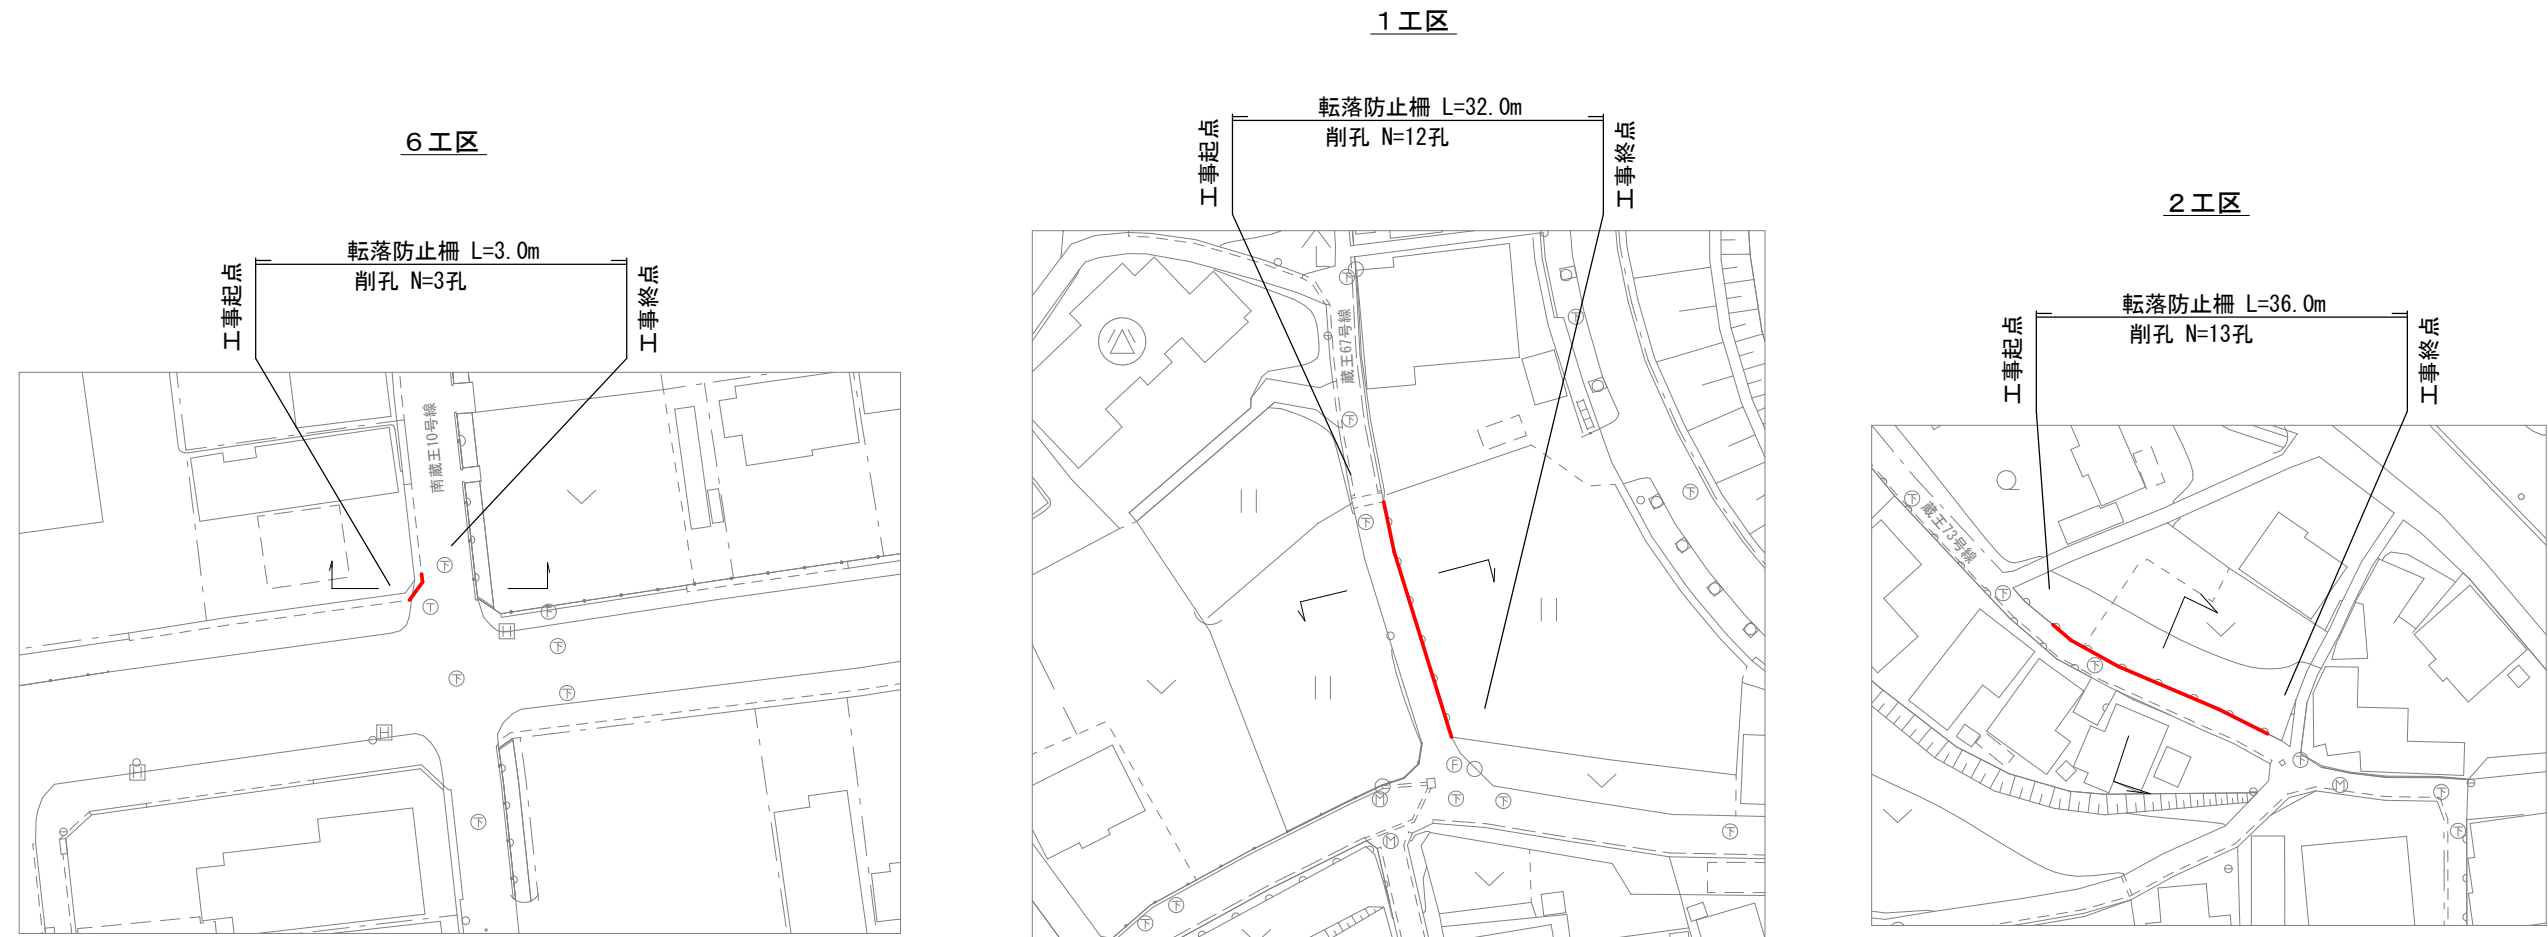 6工区
転落防止柵 L=3.0m
削孔 N=3孔
工事起点
工事終点
南蔵王10号線
1工区
転落防止柵 L=32.0m
削孔 N=12孔
工事起点
工事終点
蔵王67号線
2工区
転落防止柵 L=36.0m
削孔 N=13孔
工事起点
工事終点
蔵王73号線